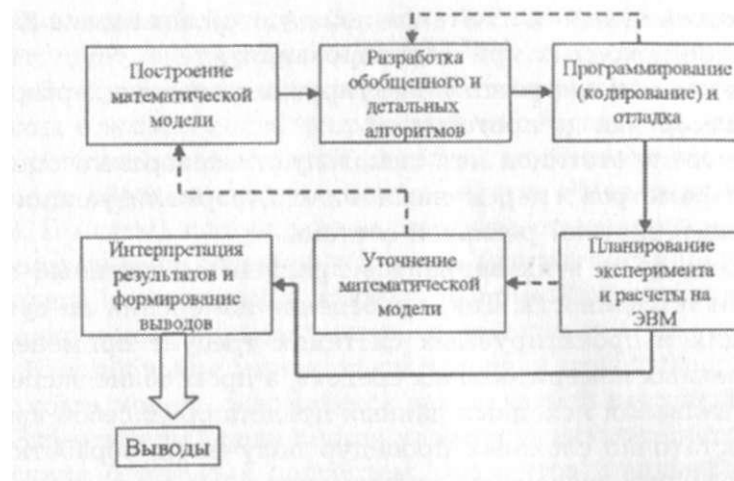 Построение
математической
модели
Разработка
обобщенного и
детальных
алгоритмов
Программирование
(кодирование) и
отладка
Интерпретация
результатов и
формирование
выводов
Уточнение
математической
модели
Планирование
эксперимента
и расчеты на
ЭВМ
Выводы